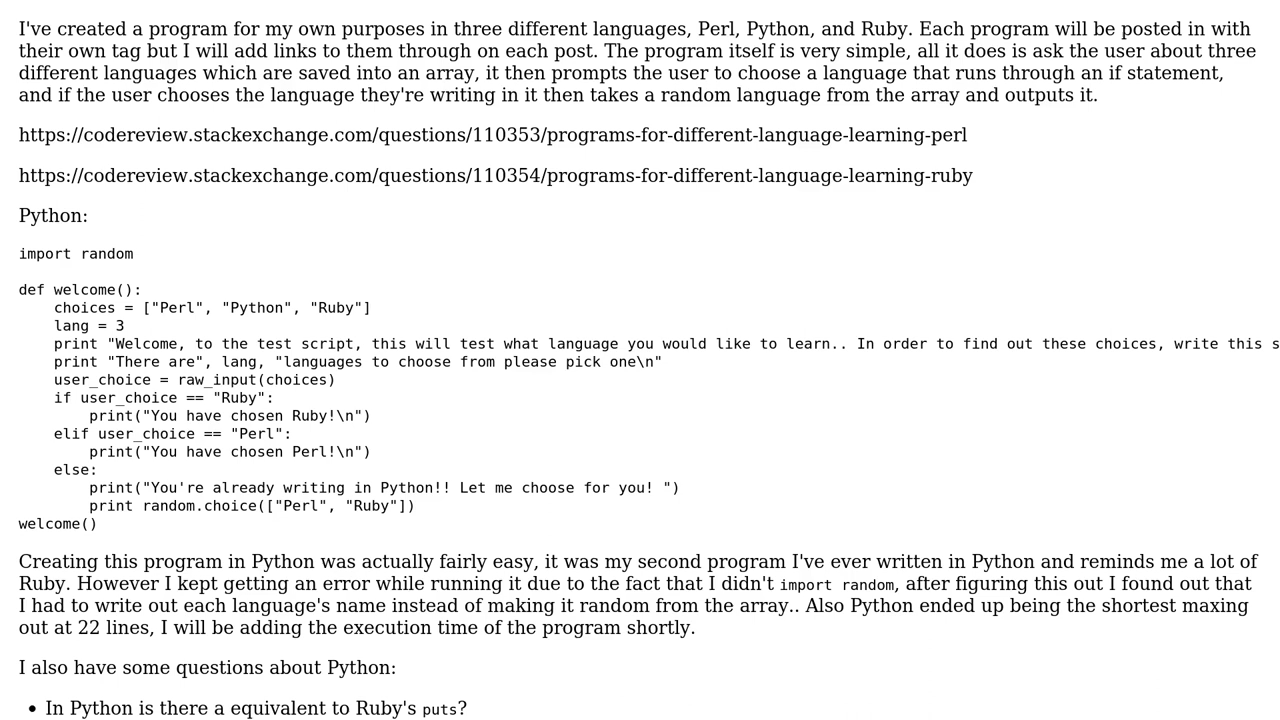 I've created a program for my own purposes in three different languages, Perl, Python, and Ruby. Each program will be posted in with
their own tag but I will add links to them through on each post. The program itself is very simple, all it does is ask the user about three
different languages which are saved into an array, it then prompts the user to choose a language that runs through an if statement,
and if the user chooses the language they're writing in it then takes a random language from the array and outputs it.
https://codereview.stackexchange.com/questions/110353/programs-for-different-language-learning-perl
https://codereview.stackexchange.com/questions/110354/programs-for-different-language-learning-ruby
Python:
import random
def welcome():
    choices = ["Perl", "Python", "Ruby"]
    lang = 3
    print "Welcome, to the test script, this will test what language you would like to learn.. In order to find out these choices, write this s
    print "There are", lang, "languages to choose from please pick one\n"
    user_choice = raw_input(choices)
    if user_choice == "Ruby":
        print("You have chosen Ruby!\n")
    elif user_choice == "Perl":
        print("You have chosen Perl!\n")
    else:
        print("You're already writing in Python!! Let me choose for you! ")
        print random.choice(["Perl", "Ruby"])
welcome()
Creating this program in Python was actually fairly easy, it was my second program I've ever written in Python and reminds me a lot of
Ruby. However I kept getting an error while running it due to the fact that I didn't import random, after figuring this out I found out that
I had to write out each language's name instead of making it random from the array.. Also Python ended up being the shortest maxing
out at 22 lines, I will be adding the execution time of the program shortly.
I also have some questions about Python:
• In Python is there a equivalent to Ruby's puts?